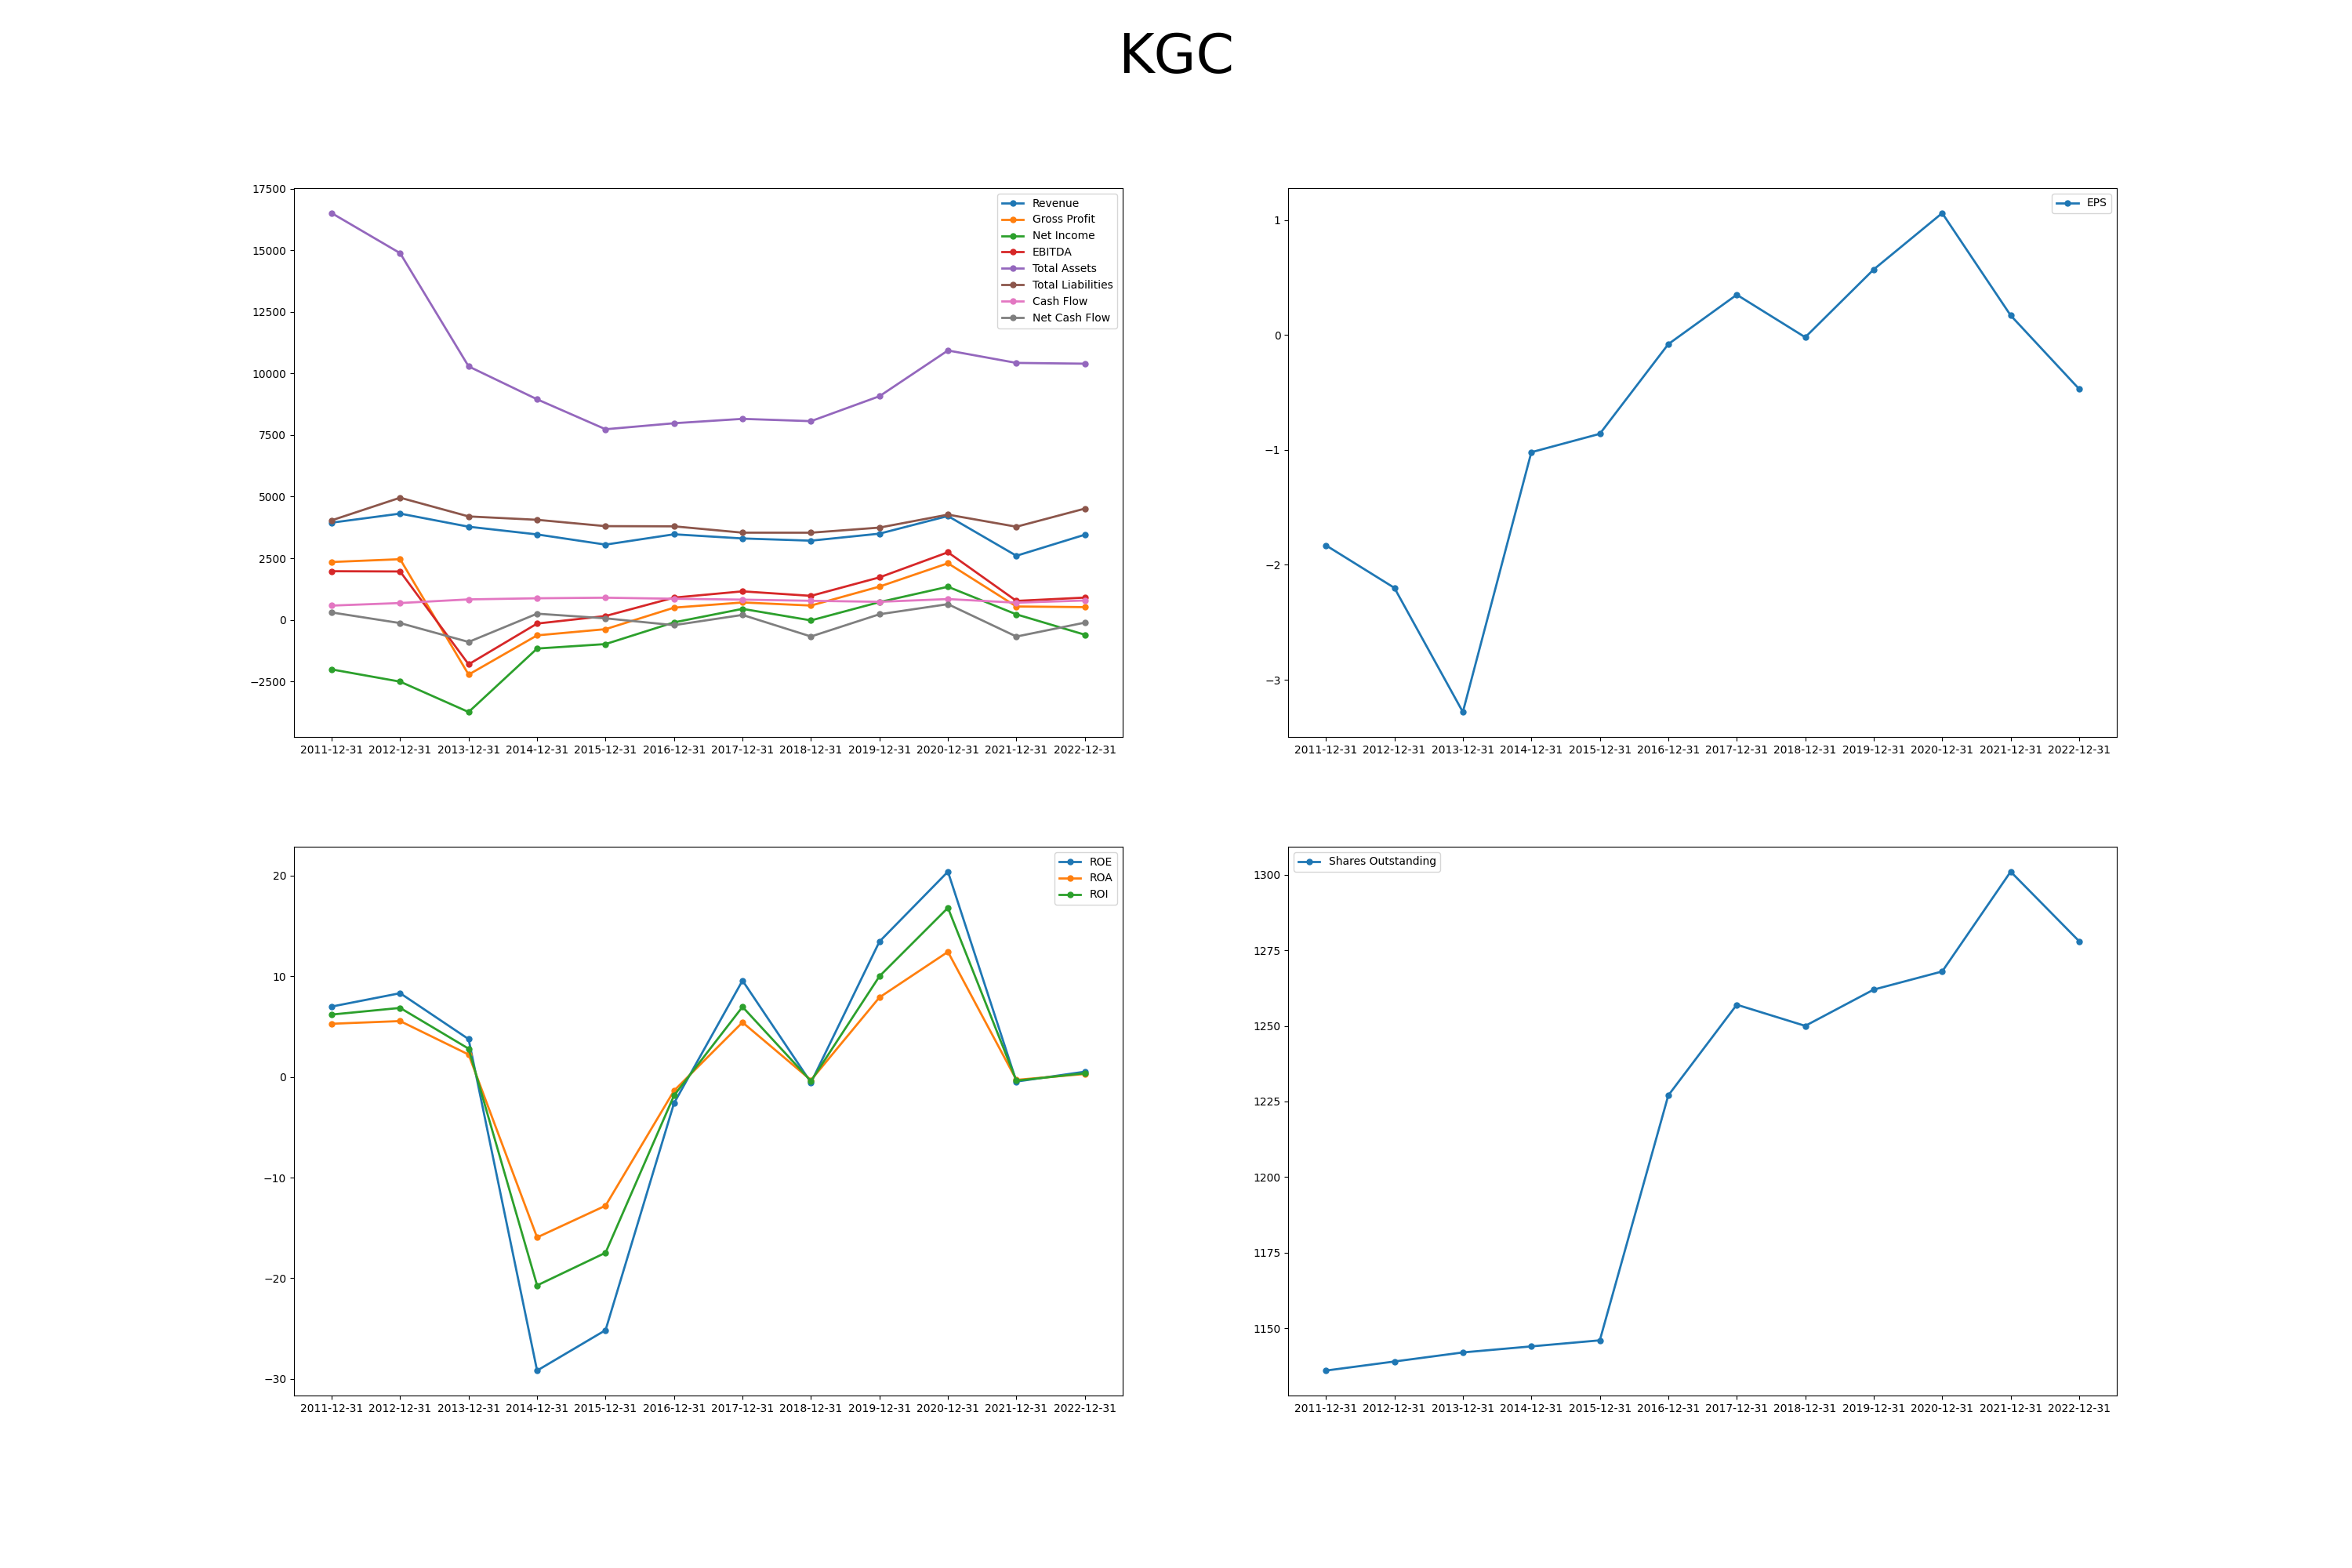 KGC
17500
15000
12500
10000
7500
5000
2500
0
−2500
Revenue
Gross Profit
Net Income
EBITDA
Total Assets
Total Liabilities
Cash Flow
Net Cash Flow
2011-12-31 2012-12-31 2013-12-31 2014-12-31 2015-12-31 2016-12-31 2017-12-31 2018-12-31 2019-12-31 2020-12-31 2021-12-31 2022-12-31
1
0
−1
−2
−3
EPS
2011-12-31 2012-12-31 2013-12-31 2014-12-31 2015-12-31 2016-12-31 2017-12-31 2018-12-31 2019-12-31 2020-12-31 2021-12-31 2022-12-31
20
10
0
−10
−20
−30
ROE
ROA
ROI
2011-12-31 2012-12-31 2013-12-31 2014-12-31 2015-12-31 2016-12-31 2017-12-31 2018-12-31 2019-12-31 2020-12-31 2021-12-31 2022-12-31
1300
1275
1250
1225
1200
1175
1150
Shares Outstanding
2011-12-31 2012-12-31 2013-12-31 2014-12-31 2015-12-31 2016-12-31 2017-12-31 2018-12-31 2019-12-31 2020-12-31 2021-12-31 2022-12-31